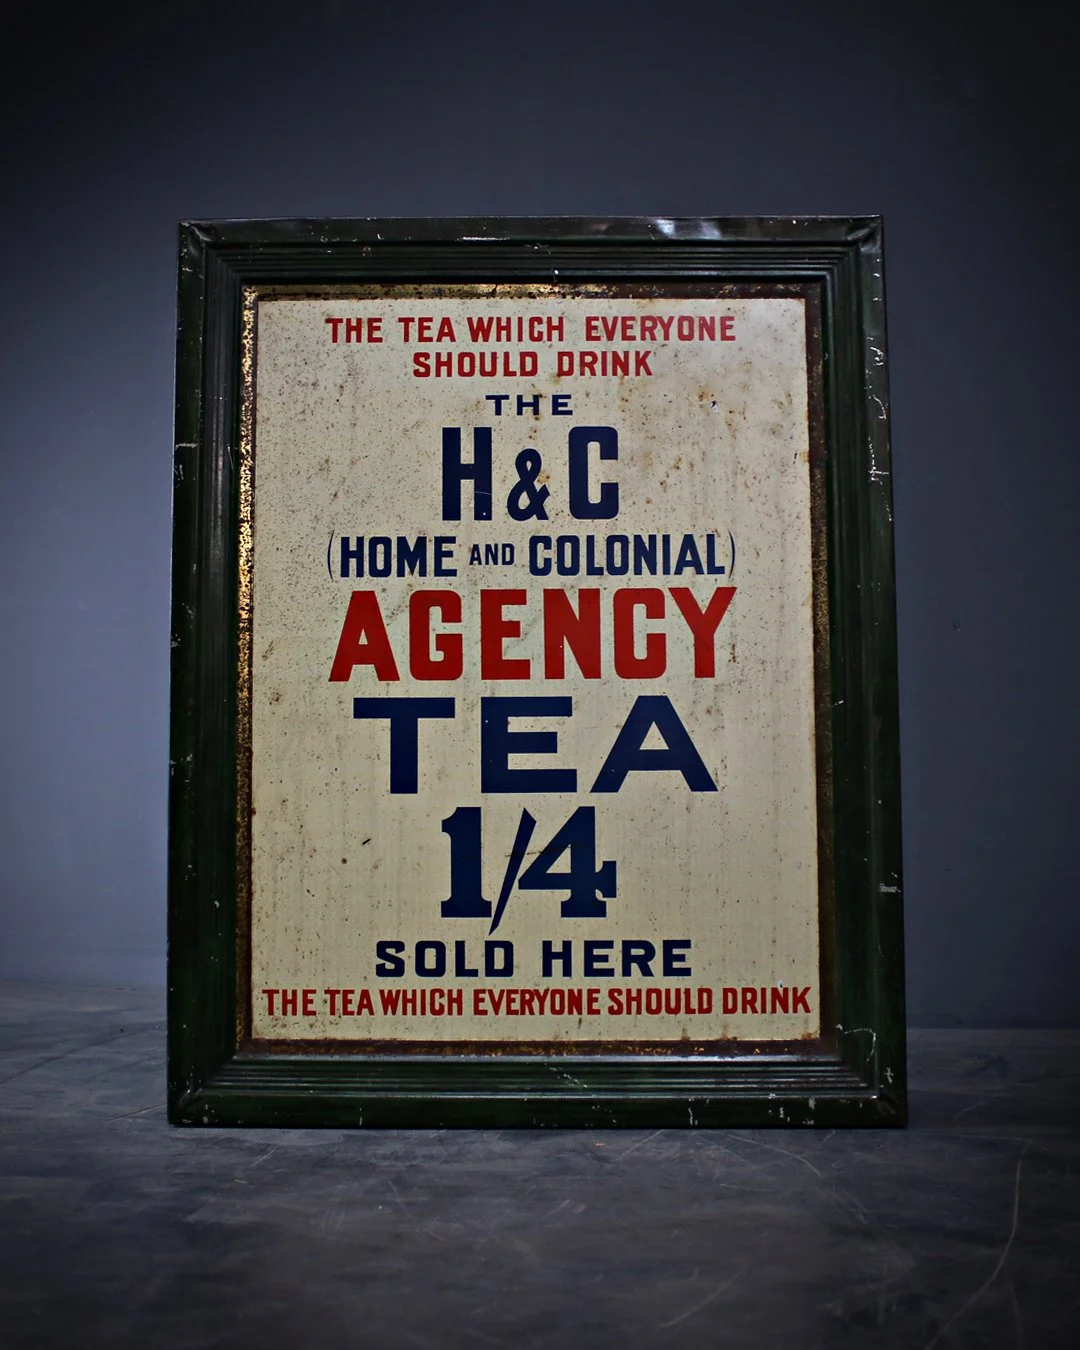 THE TEA WHICH EVERYONE
SHOULD DRINK
THE
H & C
(HOME AND COLONIAL)
AGENCY
TEA
1/4
SOLD HERE
THE TEA WHICH EVERYONE SHOULD DRINK